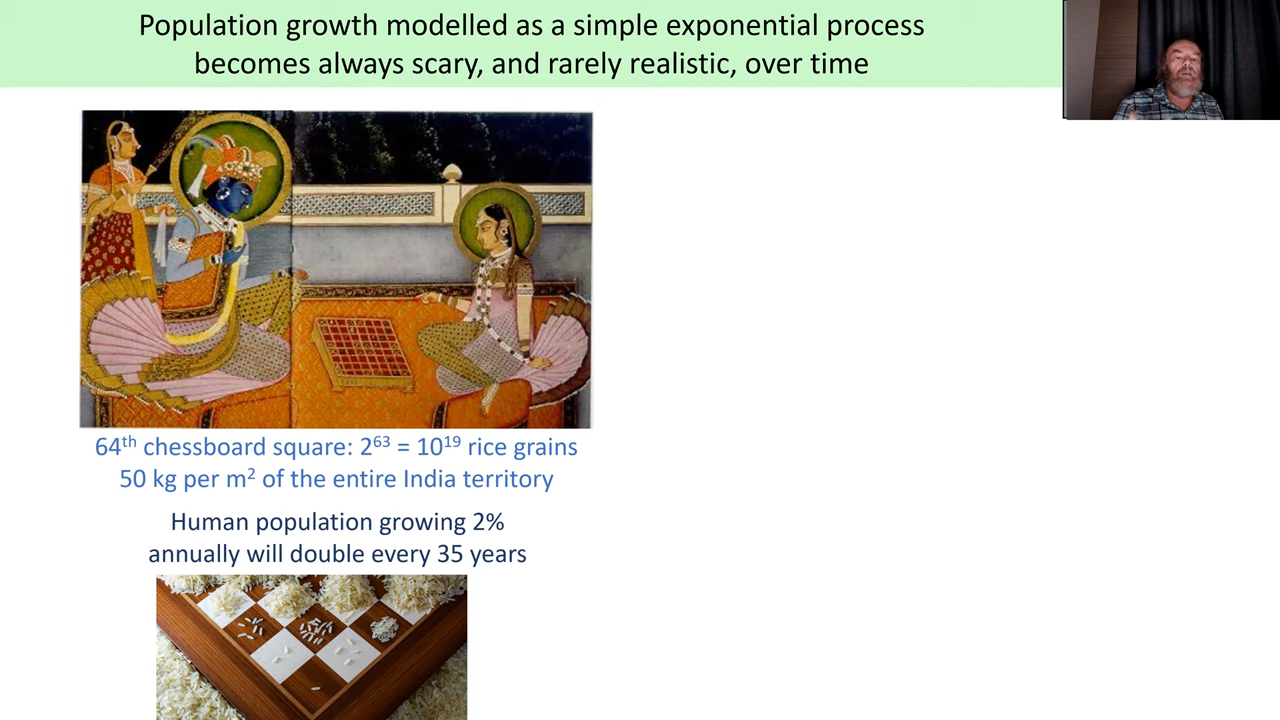 Population growth modelled as a simple exponential process
becomes always scary, and rarely realistic, over time
64th chessboard square: 2^63 = 10^19 rice grains
50 kg per m² of the entire India territory
Human population growing 2%
annually will double every 35 years